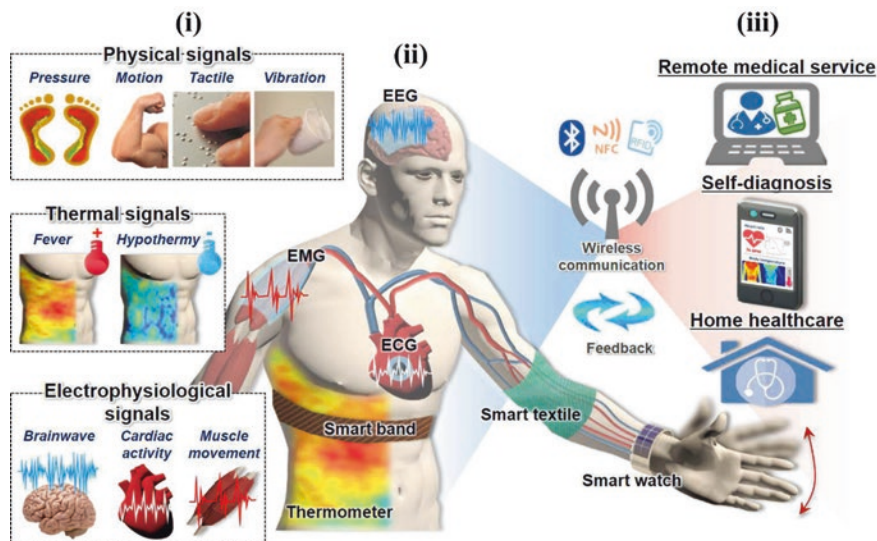 (i)
Physical signals
Pressure Motion Tactile Vibration
Thermal signals
Fever Hypothermy
+
-
Electrophysiological
signals
Brainwave Cardiac activity Muscle movement
(ii)
EEG
EMG
ECG
Smart band
Thermometer
Smart textile
Smart watch
NFC
RFID
Wireless
communication
Feedback
(iii)
Remote medical service
Self-diagnosis
Home healthcare